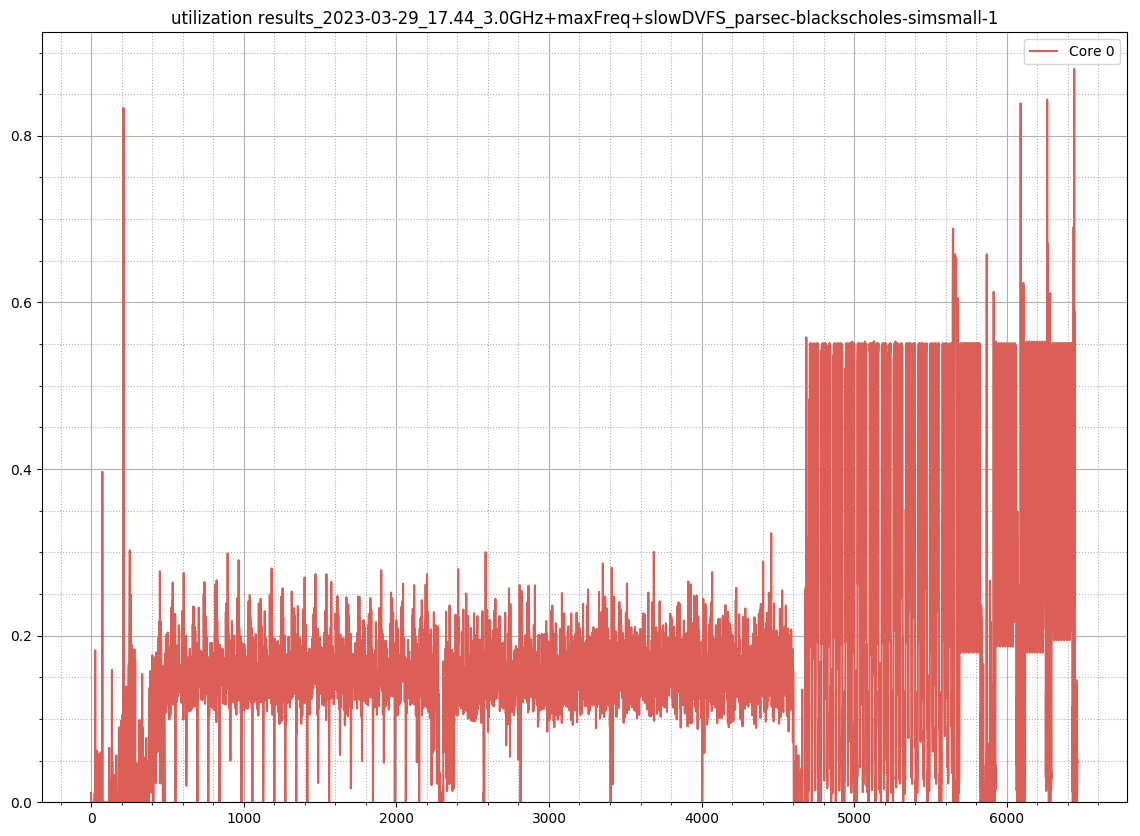 utilization results_2023-03-29_17.44_3.0GHz+maxFreq+slowDVFS_parsec-blackscholes-simsmall-1
Core 0
0.8
0.6
0.4
0.2
0.0
0 1000 2000 3000 4000 5000 6000